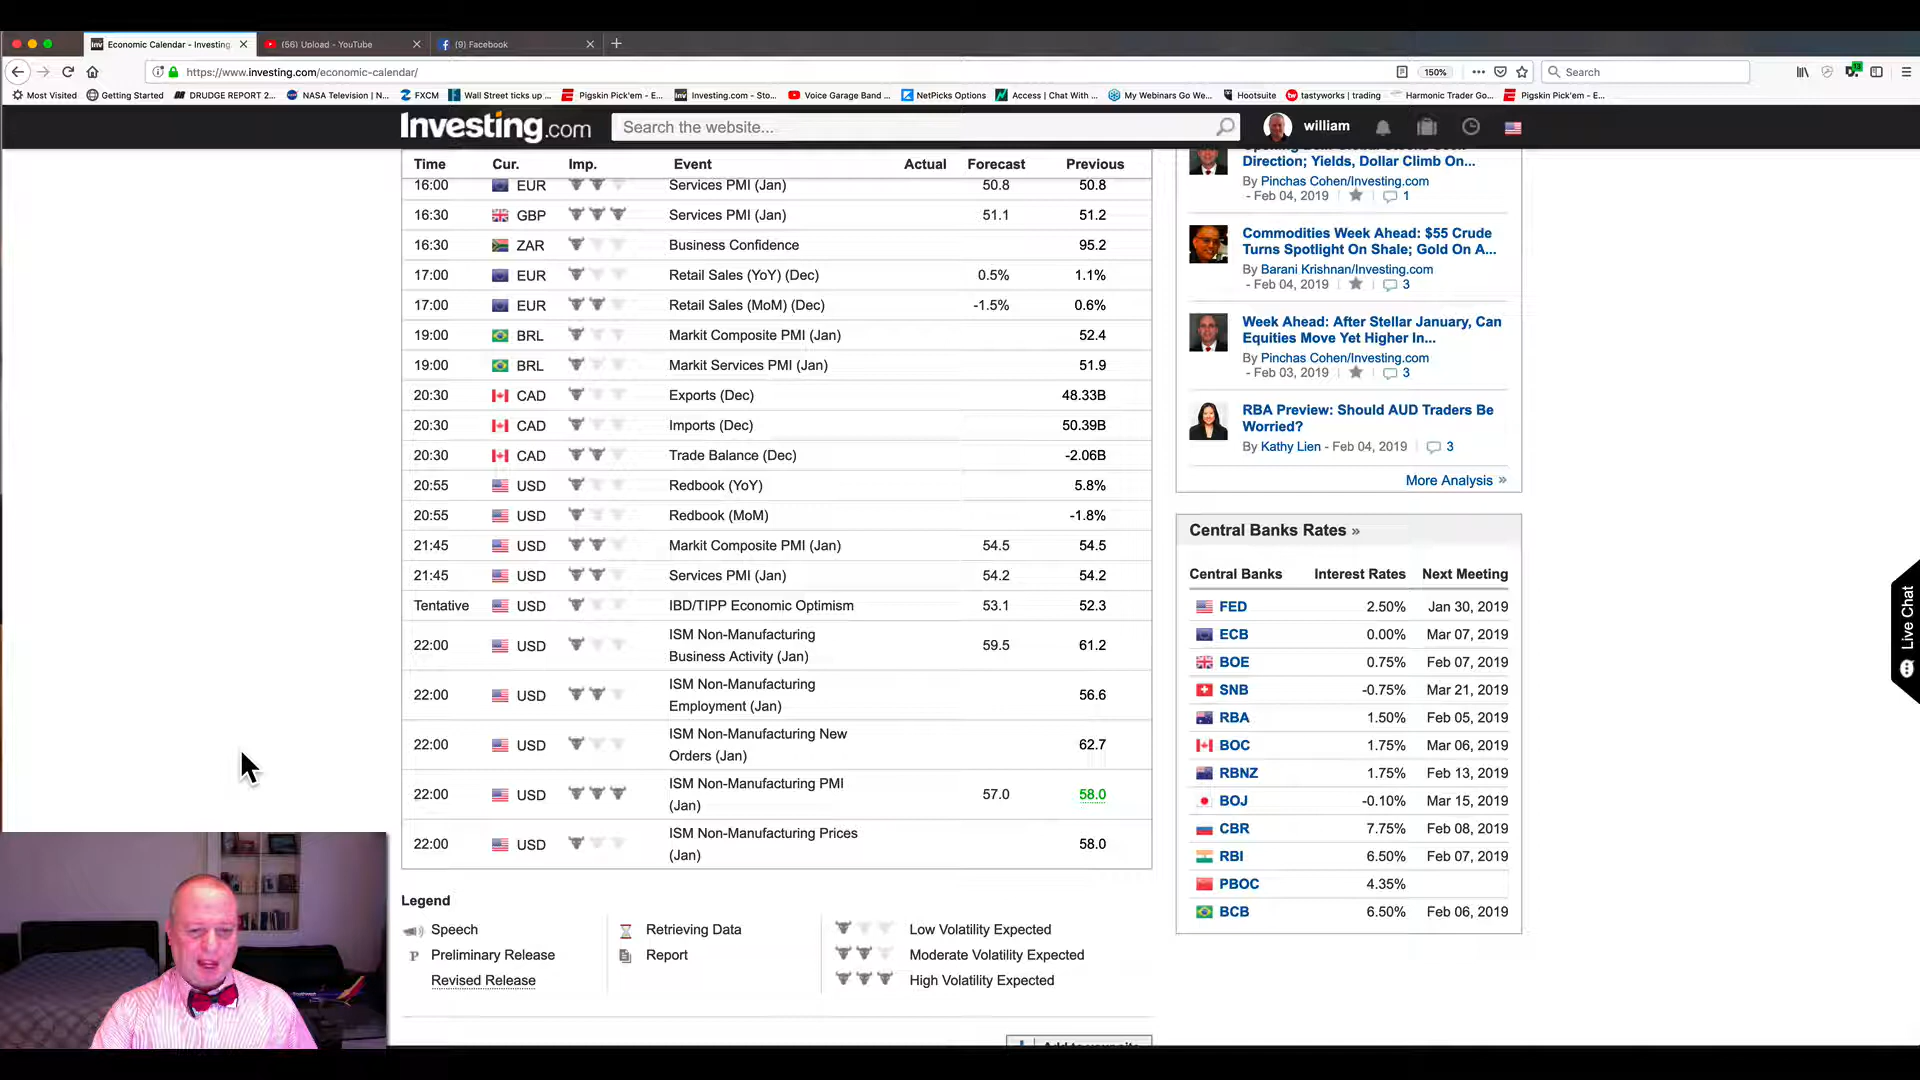 Economic Calendar - Investing.
(56) Upload - YouTube
(9) Facebook
https://www.investing.com/economic-calendar/
150%
Search
Most Visited
Getting Started
DRUDGE REPORT 2...
NASA Television | N...
FXCM
Wall Street ticks up ...
Pigskin Pick'em - E...
Investing.com - Sto...
Voice Garage Band ...
NetPicks Options
Access | Chat With ...
My Webinars Go We...
Hootsuite
tastyworks | trading
Harmonic Trader Go...
Pigskin Pick'em - E...
Investing.com
Search the website...
william
Time Cur. Imp. Event Actual Forecast Previous
16:00 EUR Services PMI (Jan) 50.8 50.8
16:30 GBP Services PMI (Jan) 51.1 51.2
16:30 ZAR Business Confidence 95.2
17:00 EUR Retail Sales (YoY) (Dec) 0.5% 1.1%
17:00 EUR Retail Sales (MoM) (Dec) -1.5% 0.6%
19:00 BRL Markit Composite PMI (Jan) 52.4
19:00 BRL Markit Services PMI (Jan) 51.9
20:30 CAD Exports (Dec) 48.33B
20:30 CAD Imports (Dec) 50.39B
20:30 CAD Trade Balance (Dec) -2.06B
20:55 USD Redbook (YoY) 5.8%
20:55 USD Redbook (MoM) -1.8%
21:45 USD Markit Composite PMI (Jan) 54.5 54.5
21:45 USD Services PMI (Jan) 54.2 54.2
Tentative USD IBD/TIPP Economic Optimism 53.1 52.3
22:00 USD ISM Non-Manufacturing
Business Activity (Jan) 59.5 61.2
22:00 USD ISM Non-Manufacturing
Employment (Jan) 56.6
22:00 USD ISM Non-Manufacturing New
Orders (Jan) 62.7
22:00 USD ISM Non-Manufacturing PMI
(Jan) 57.0 58.0
22:00 USD ISM Non-Manufacturing Prices
(Jan) 58.0
Legend
Speech
Preliminary Release
P
Revised Release
Retrieving Data
Report
Low Volatility Expected
Moderate Volatility Expected
High Volatility Expected
Direction; Yields, Dollar Climb On...
By Pinchas Cohen/Investing.com
- Feb 04, 2019 1
Commodities Week Ahead: $55 Crude
Turns Spotlight On Shale; Gold On A...
By Barani Krishnan/Investing.com
- Feb 04, 2019 3
Week Ahead: After Stellar January, Can
Equities Move Yet Higher In...
By Pinchas Cohen/Investing.com
- Feb 03, 2019 3
RBA Preview: Should AUD Traders Be
Worried?
By Kathy Lien - Feb 04, 2019 3
More Analysis »
Central Banks Rates »
Central Banks Interest Rates Next Meeting
FED 2.50% Jan 30, 2019
ECB 0.00% Mar 07, 2019
BOE 0.75% Feb 07, 2019
SNB -0.75% Mar 21, 2019
RBA 1.50% Feb 05, 2019
BOC 1.75% Mar 06, 2019
RBNZ 1.75% Feb 13, 2019
BOJ -0.10% Mar 15, 2019
CBR 7.75% Feb 08, 2019
RBI 6.50% Feb 07, 2019
PBOC 4.35%
BCB 6.50% Feb 06, 2019
Live Chat